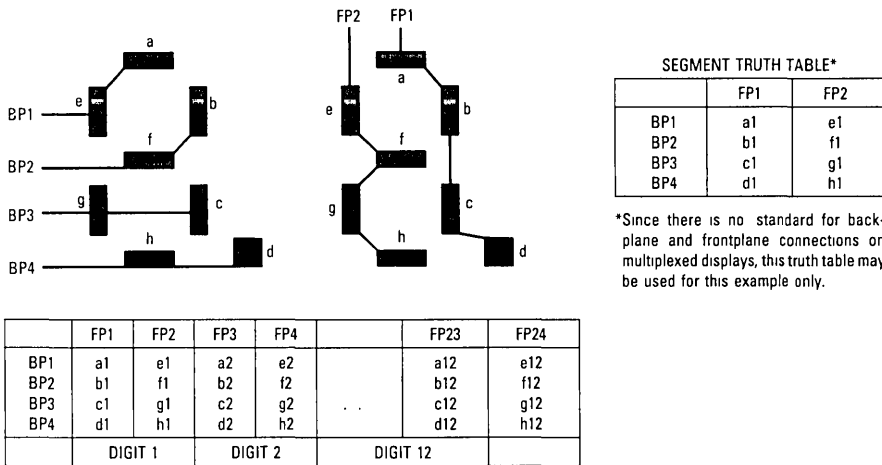 a
e
b
BP1
f
BP2
g
c
BP3
h
d
BP4
FP2 FP1
a
e
b
f
g
c
h
d
SEGMENT TRUTH TABLE*
FP1 FP2
BP1 a1 e1
BP2 b1 f1
BP3 c1 g1
BP4 d1 h1
*Since there is no standard for back-
plane and frontplane connections on
multiplexed displays, this truth table may
be used for this example only.
FP1 FP2 FP3 FP4 FP23 FP24
BP1 a1 e1 a2 e2 a12 e12
BP2 b1 f1 b2 f2 b12 f12
BP3 c1 g1 c2 g2 . . c12 g12
BP4 d1 h1 d2 h2 d12 h12
DIGIT 1 DIGIT 2 DIGIT 12